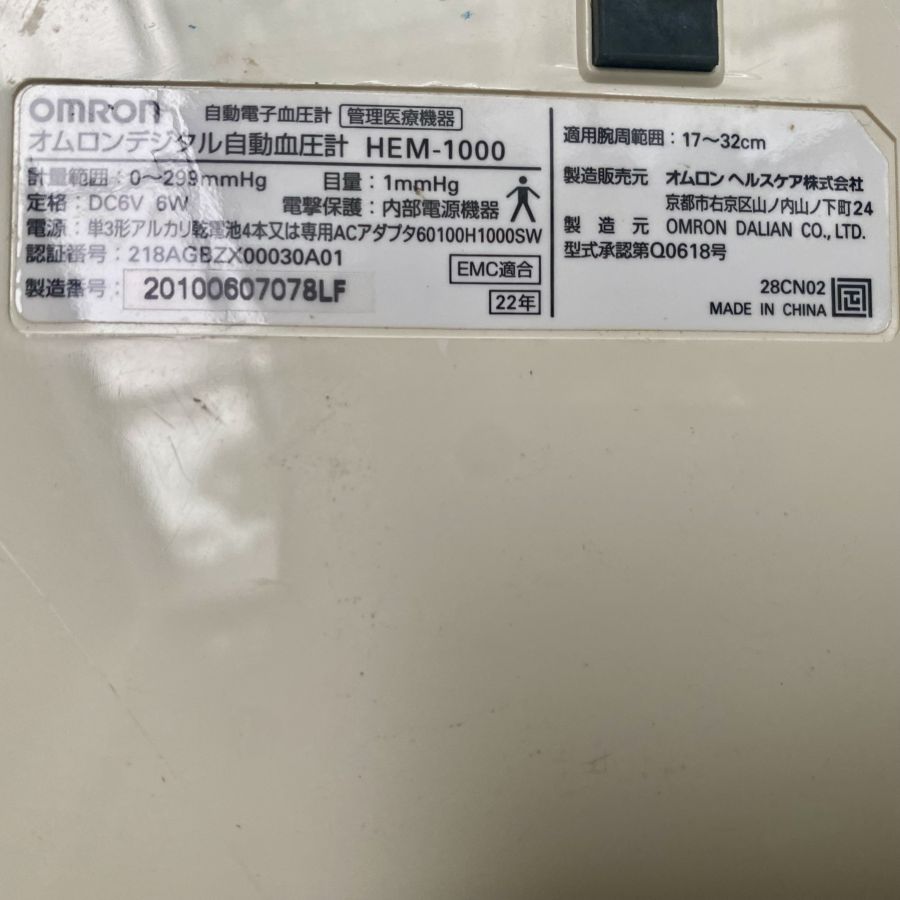 OMRON 自動電子血圧計 管理医療機器
オムロンデジタル自動血圧計 HEM-1000
計量範囲：0～299mmHg 目量：1mmHg
定格：DC6V 6W 電撃保護：内部電源機器
電源：単3形アルカリ乾電池4本又は専用ACアダプタ60100H1000SW
認証番号：218AGBZX00030A01
EMC適合
製造番号：20100607078LF
22年
適用腕周範囲：17～32cm
製造販売元 オムロン ヘルスケア株式会社
京都市右京区山ノ内山ノ下町24
製造元 OMRON DALIAN CO., LTD.
型式承認第Q0618号
28CN02
MADE IN CHINA
正